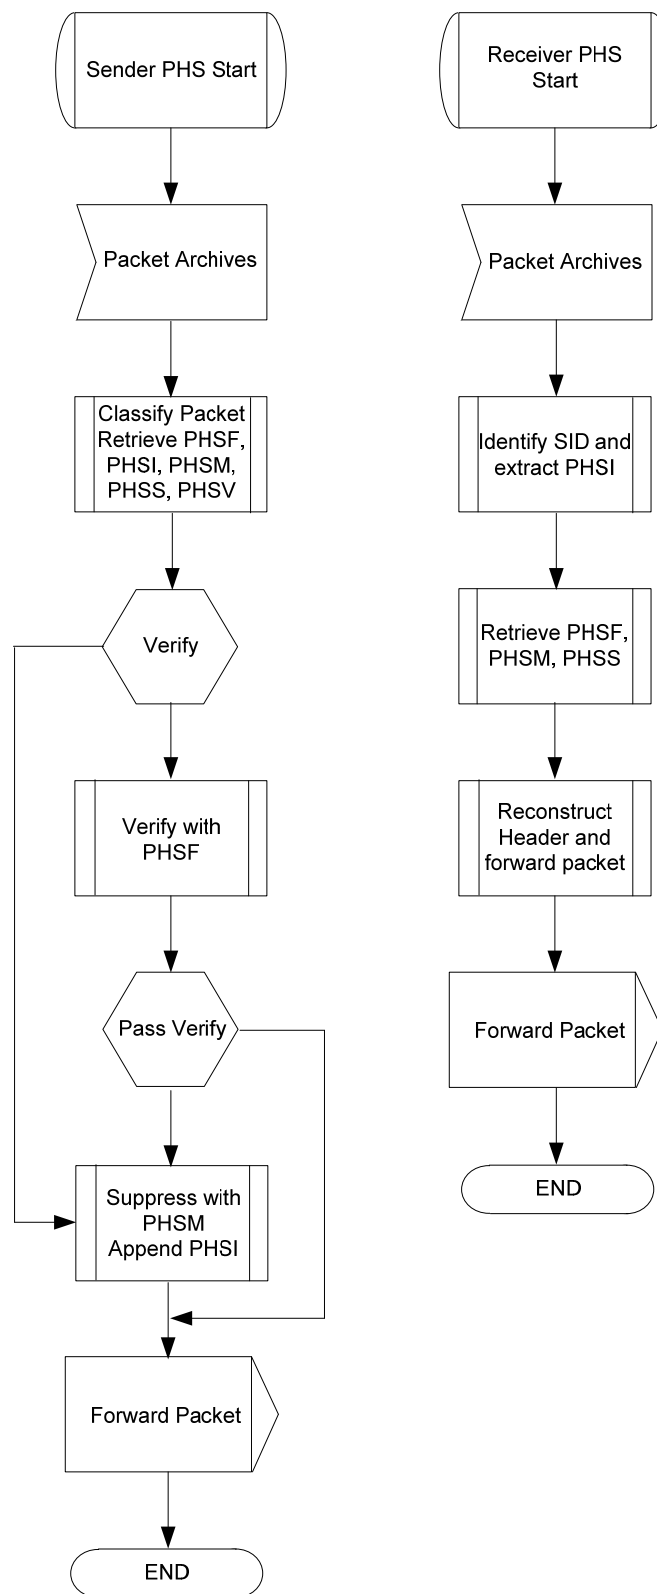 Sender PHS Start
Packet Archives
Classify Packet
Retrieve PHSF,
PHSI, PHSM,
PHSS, PHSV
Verify
Verify with
PHSF
Pass Verify
Suppress with
PHSM
Append PHSI
Forward Packet
END
Receiver PHS
Start
Packet Archives
Identify SID and
extract PHSI
Retrieve PHSF,
PHSM, PHSS
Reconstruct
Header and
forward packet
Forward Packet
END